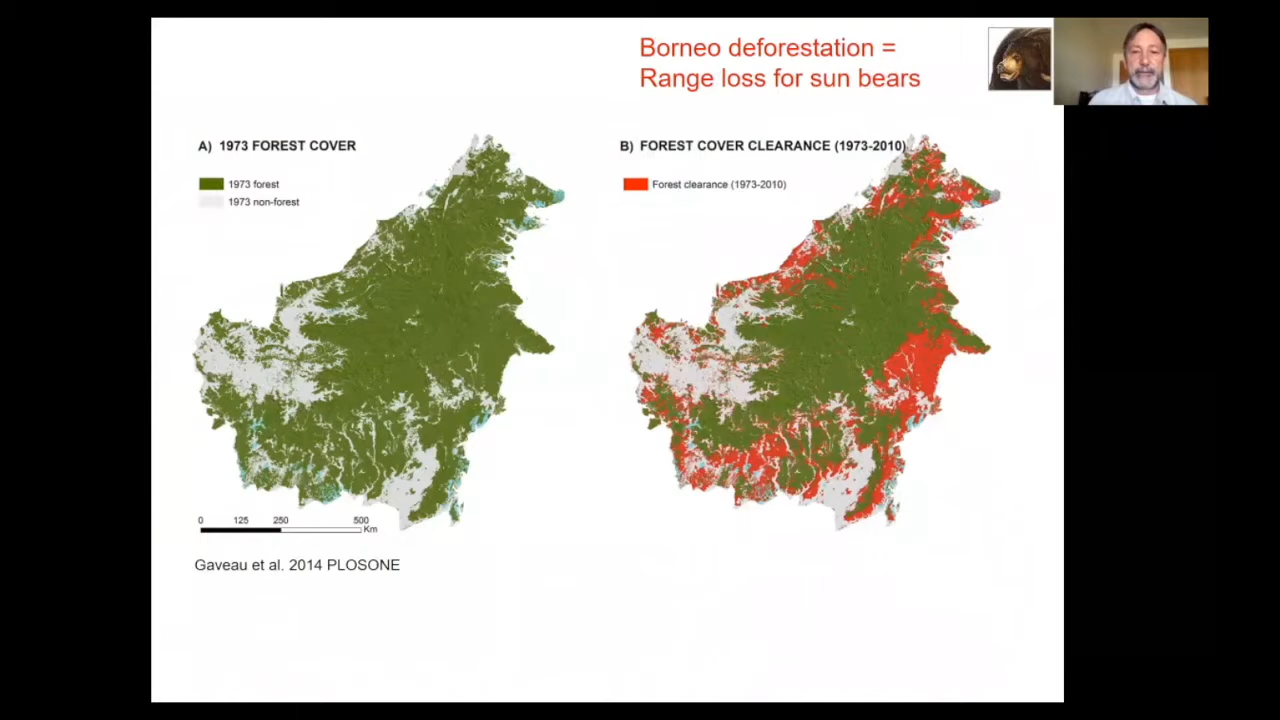 Borneo deforestation =
Range loss for sun bears
A) 1973 FOREST COVER
1973 forest
1973 non-forest
B) FOREST COVER CLEARANCE (1973-2010)
Forest clearance (1973-2010)
0 125 250 500
Km
Gaveau et al. 2014 PLOSONE